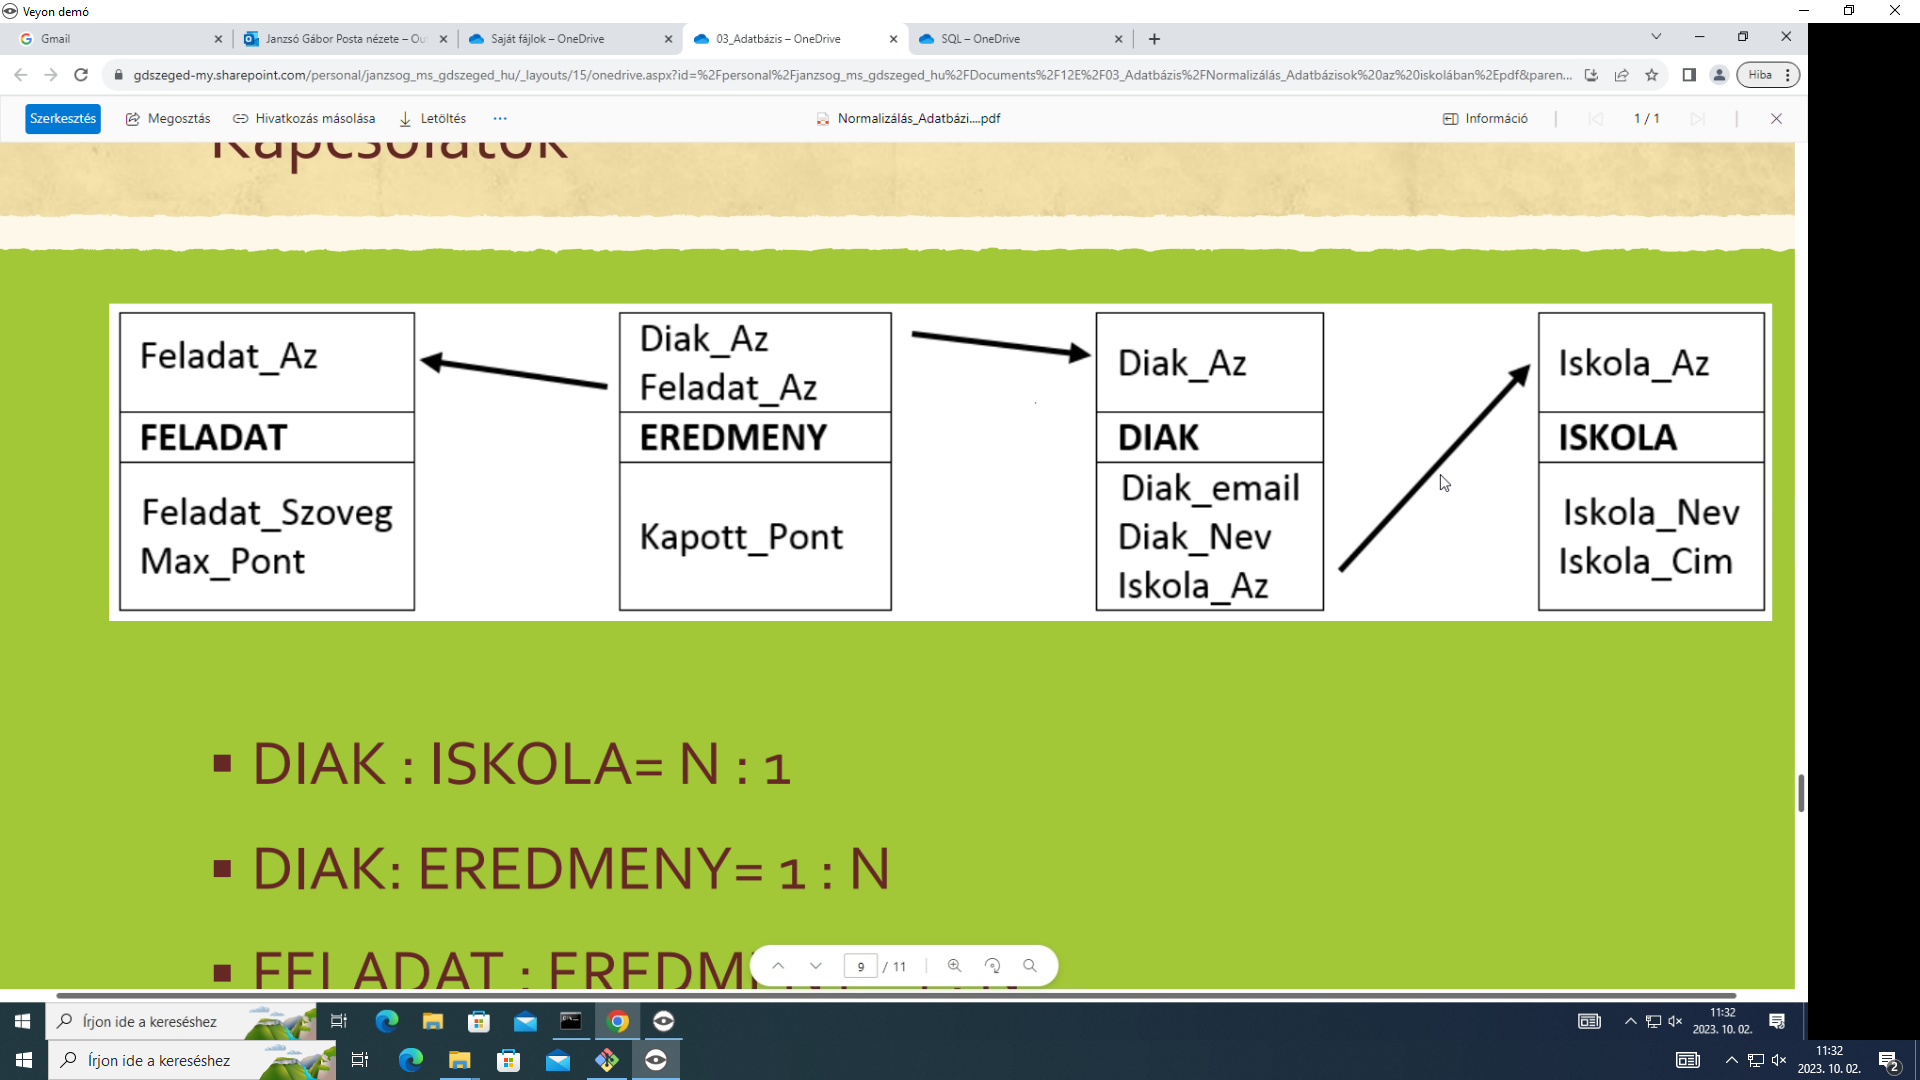 Veyon demó
Gmail
Janzsó Gábor Posta nézete – Ou
Saját fájlok – OneDrive
03_Adatbázis – OneDrive
SQL – OneDrive
gdszeged-my.sharepoint.com/personal/janzsog_ms_gdszeged_hu/_layouts/15/onedrive.aspx?id=%2Fpersonal%2Fjanzsog_ms_gdszeged_hu%2FDocuments%2F12E%2F03_Adatbázis%2FNormalizálás_Adatbázisok%20az%20iskolában%2Epdf&paren...
Hiba
Szerkesztés
Megosztás
Hivatkozás másolása
Letöltés
Normalizálás_Adatbázi....pdf
Információ
1 / 1
Kapcsolatok
Feladat_Az
FELADAT
Feladat_Szoveg
Max_Pont
Diak_Az
Feladat_Az
EREDMENY
Kapott_Pont
Diak_Az
DIAK
Diak_email
Diak_Nev
Iskola_Az
Iskola_Az
ISKOLA
Iskola_Nev
Iskola_Cim
▪ DIAK : ISKOLA= N : 1
▪ DIAK: EREDMENY= 1 : N
▪ FELADAT : EREDM
9 / 11
Írjon ide a kereséshez
11:32
2023. 10. 02.
Írjon ide a kereséshez
11:32
2023. 10. 02.
2